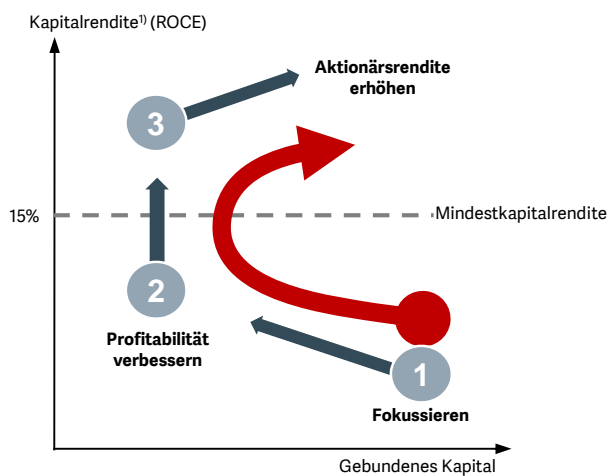 Kapitalrendite¹⁾ (ROCE)
Aktionärsrendite
erhöhen
3
15%
Mindestkapitalrendite
2
Profitabilität
verbessern
1
Fokussieren
Gebundenes Kapital